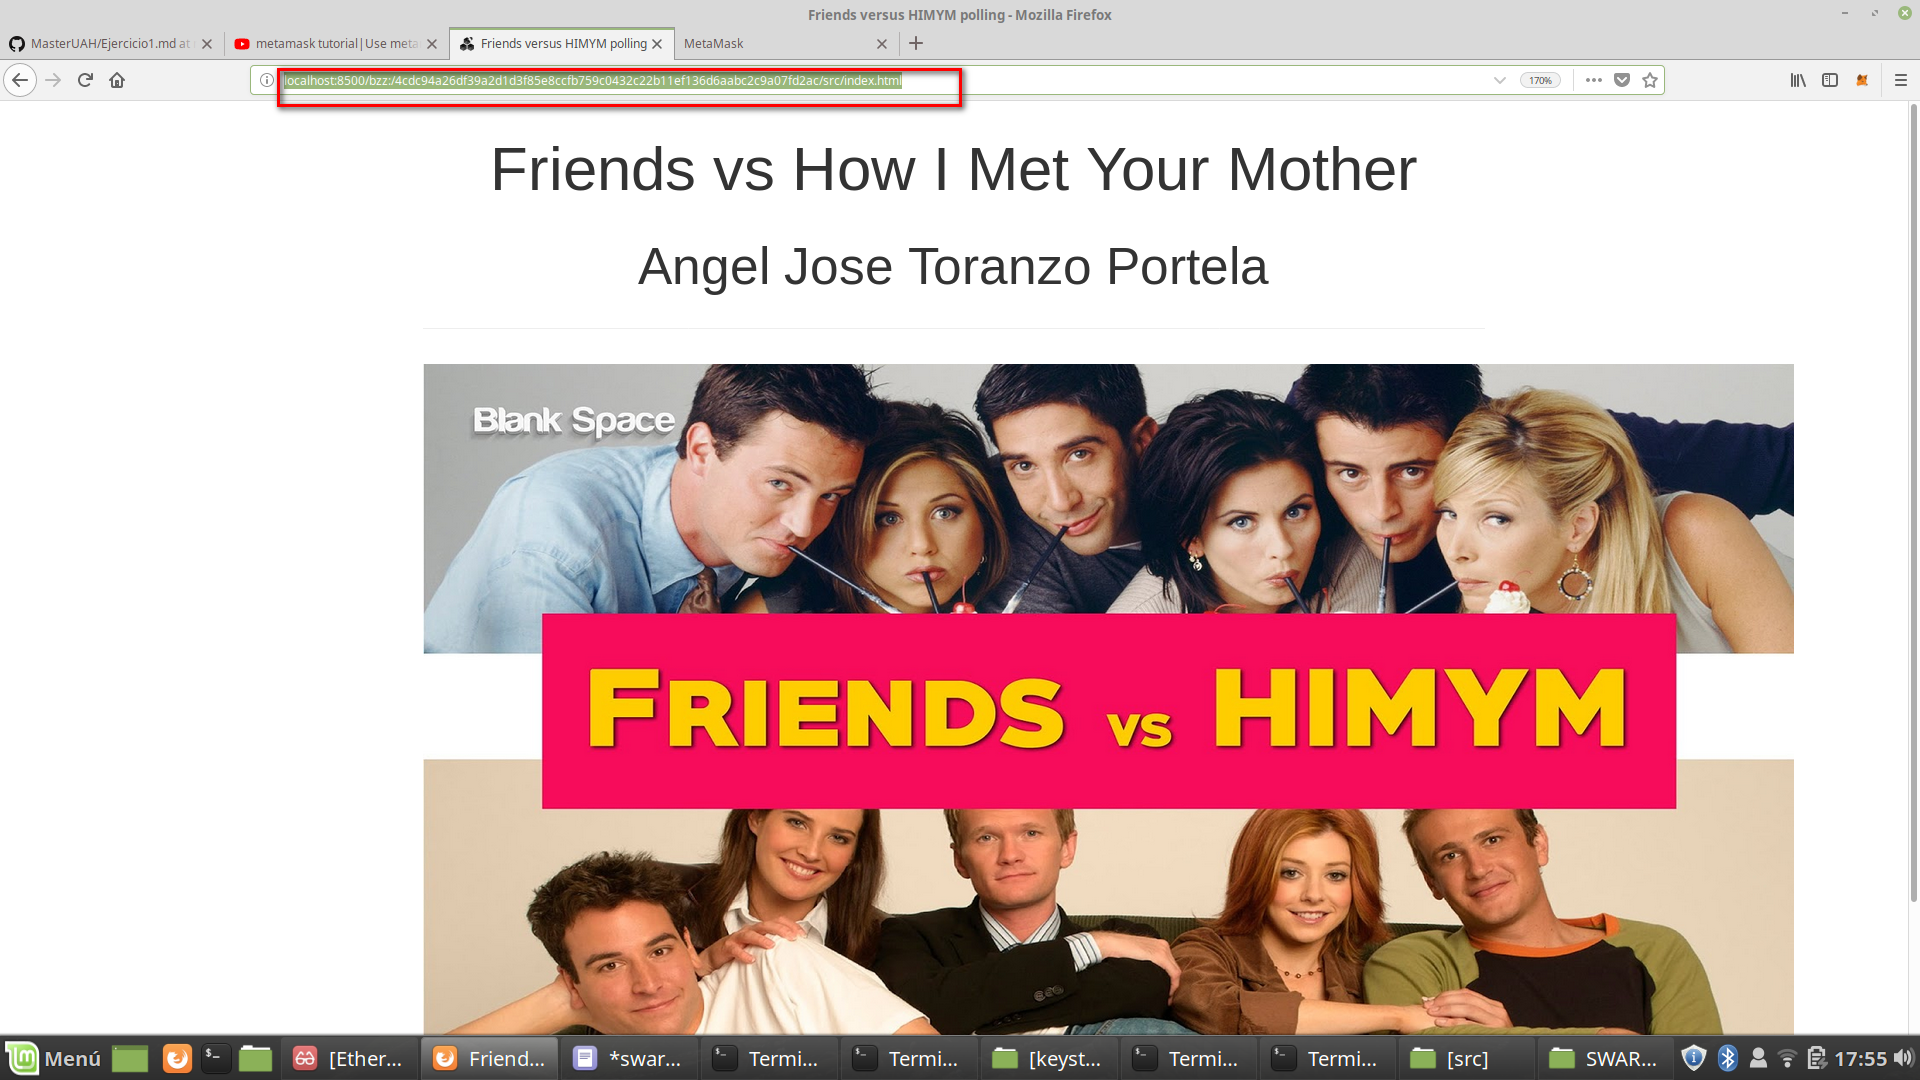 Friends versus HIMYM polling - Mozilla Firefox
MasterUAH/Ejercicio1.md at
metamask tutorial|Use meta
Friends versus HIMYM polling
MetaMask
localhost:8500/bzz:/4cdc94a26df39a2d1d3f85e8ccfb759c0432c22b11ef136d6aabc2c9a07fd2ac/src/index.html
170%
Friends vs How I Met Your Mother
Angel Jose Toranzo Portela
Blank Space
FRIENDS VS HIMYM
Menú
[Ether...
Friend...
*swar...
Termi...
Termi...
[keyst...
Termi...
Termi...
[src]
SWAR...
17:55